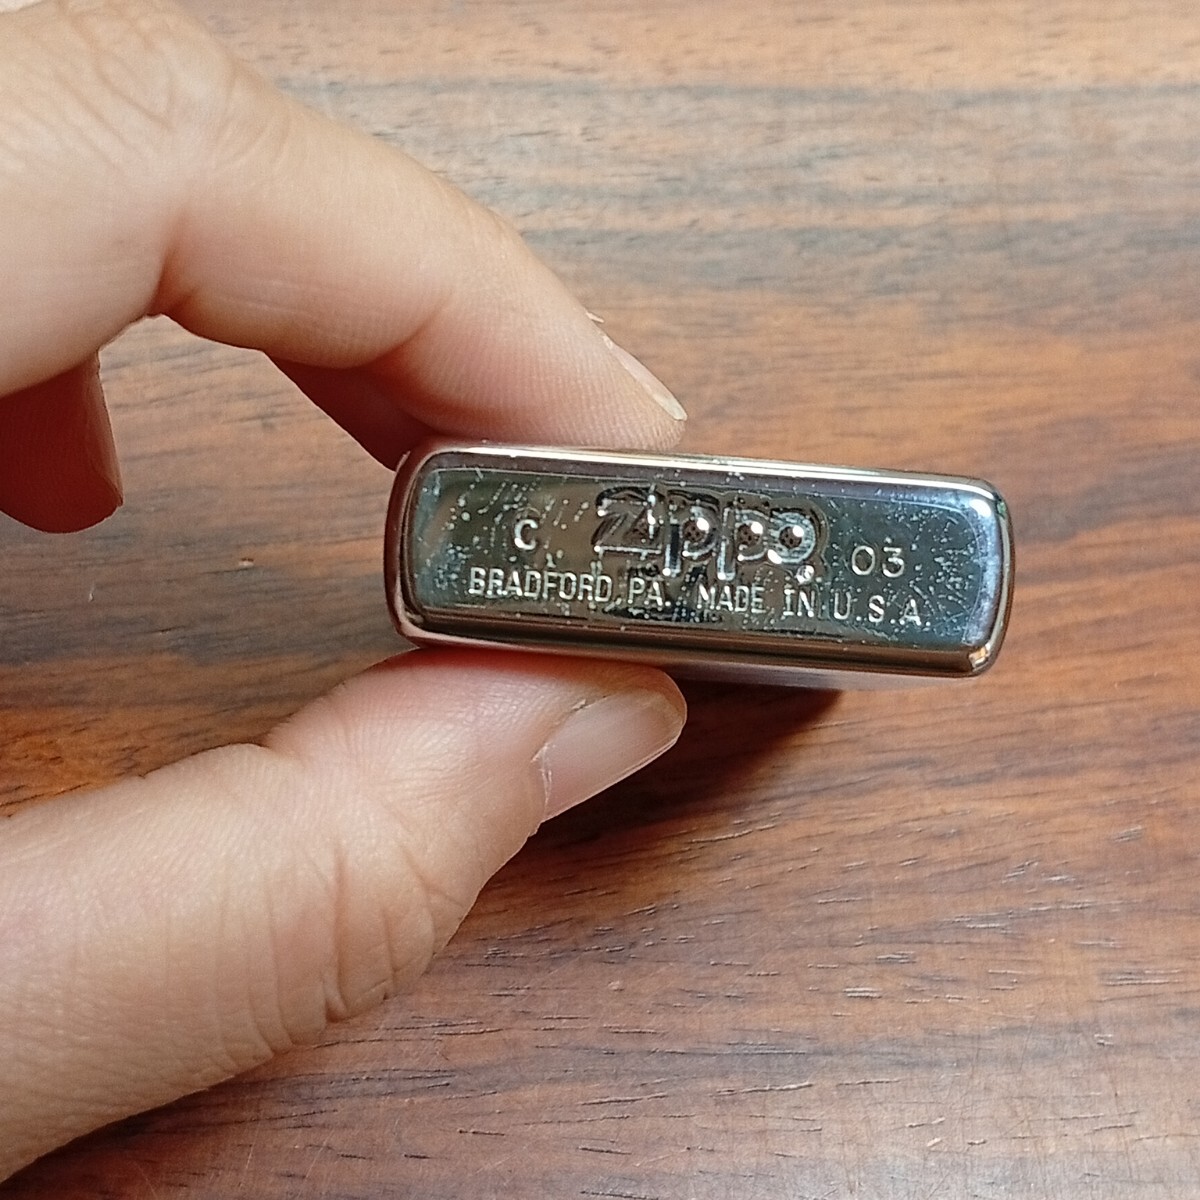 C Zippo ® 03
BRADFORD, PA. MADE IN U.S.A.